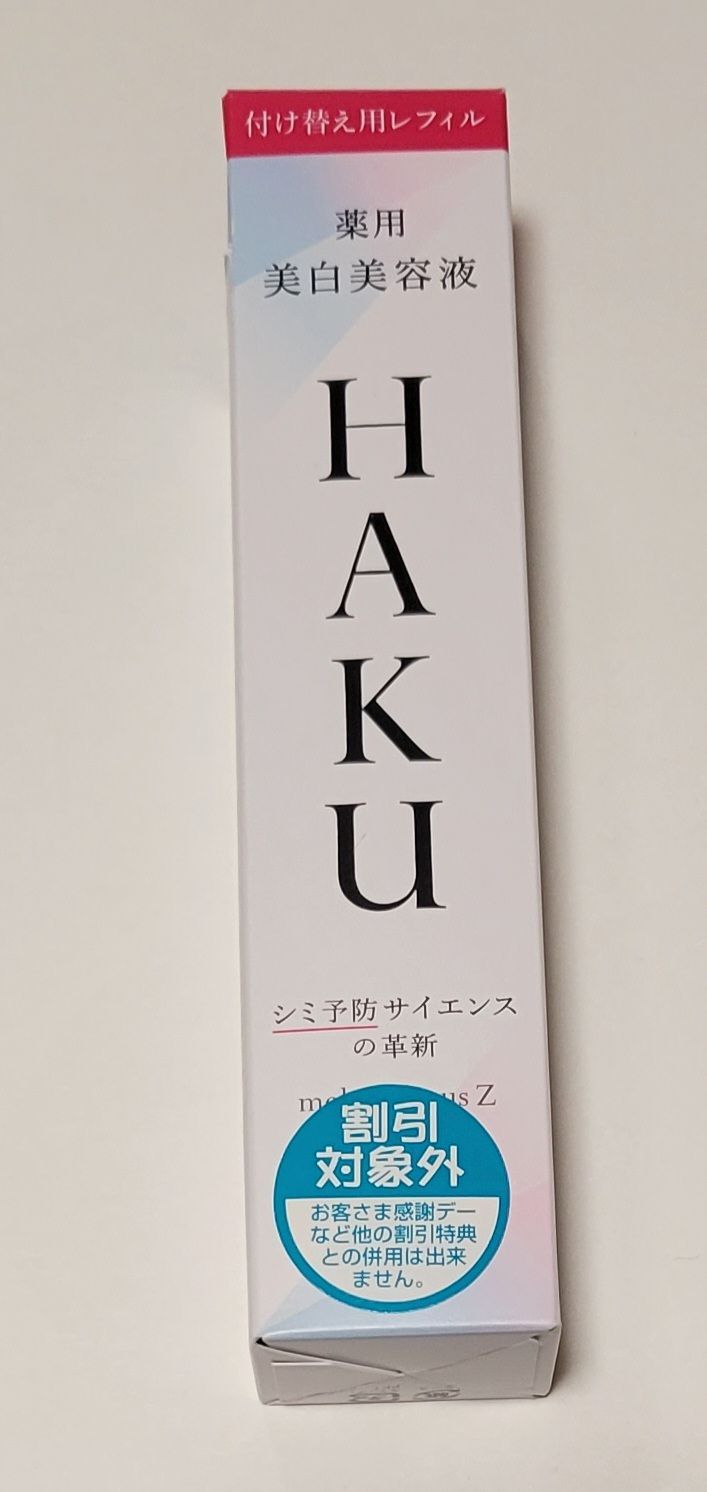 付け替え用レフィル
薬用
美白美容液
HAKU
シミ予防サイエンス
の革新
Z
割引
対象外
お客さま感謝デー
など他の割引特典
との併用は出来
ません。